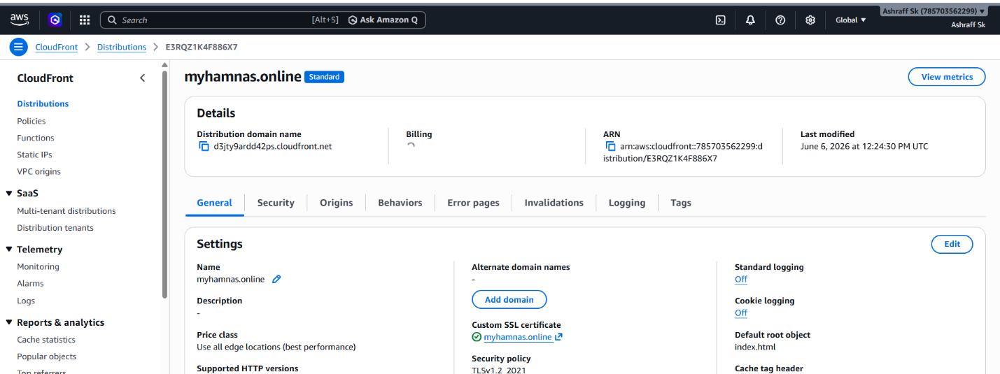 aws
Search [Alt+S] Ask Amazon Q
Global ▼
Ashraff Sk (785703562299) ▼
Ashraff Sk
CloudFront > Distributions > E3RQZ1K4F886X7
CloudFront
Distributions
Policies
Functions
Static IPs
VPC origins
SaaS
Multi-tenant distributions
Distribution tenants
Telemetry
Monitoring
Alarms
Logs
Reports & analytics
Cache statistics
Popular objects
Top referrers
myhamnas.online Standard
View metrics
Details
Distribution domain name
d3jty9ardd42ps.cloudfront.net
Billing
ARN
arn:aws:cloudfront::785703562299:d
istribution/E3RQZ1K4F886X7
Last modified
June 6, 2026 at 12:24:30 PM UTC
General Security Origins Behaviors Error pages Invalidations Logging Tags
Settings
Edit
Name
myhamnas.online
Description
-
Price class
Use all edge locations (best performance)
Supported HTTP versions
Alternate domain names
-
Add domain
Custom SSL certificate
myhamnas.online
Security policy
TLSv1.2_2021
Standard logging
Off
Cookie logging
Off
Default root object
index.html
Cache tag header